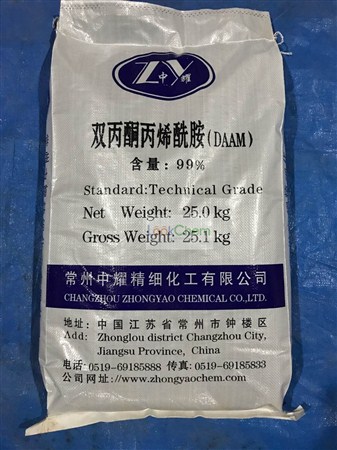 ZY
中耀
双丙酮丙烯酰胺(DAAM)
含量:99%
Standard:Technical Grade
Net Weight: 25.0 kg
LookChem
Gross Weight: 25.1 kg
常州中耀精细化工有限公司
CHANGZHOU ZHONGYAO CHEMICAL CO.,LTD.
地址: 中国江苏省常州市钟楼区
Add: Zhonglou district Changzhou City,
Jiangsu Province, China
电话:0519-69185888 传真:0519-69185833
公司网址://www.zhongyaochem.com